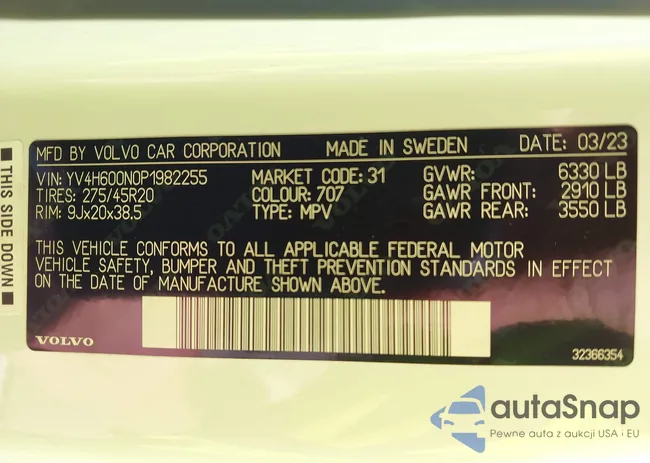 MFD BY VOLVO CAR CORPORATION MADE IN SWEDEN DATE: 03/23
VIN: YV4H600N0P1982255 MARKET CODE: 31 GVWR: 6330 LB
TIRES: 275/45R20 COLOUR: 707 GAWR FRONT: 2910 LB
RIM: 9Jx20x38.5 TYPE: MPV GAWR REAR: 3550 LB
THIS VEHICLE CONFORMS TO ALL APPLICABLE FEDERAL MOTOR
VEHICLE SAFETY, BUMPER AND THEFT PREVENTION STANDARDS IN EFFECT
ON THE DATE OF MANUFACTURE SHOWN ABOVE.
VOLVO 32366354
THIS SIDE DOWN
autaSnap
Pewne auta z aukcji USA i EU